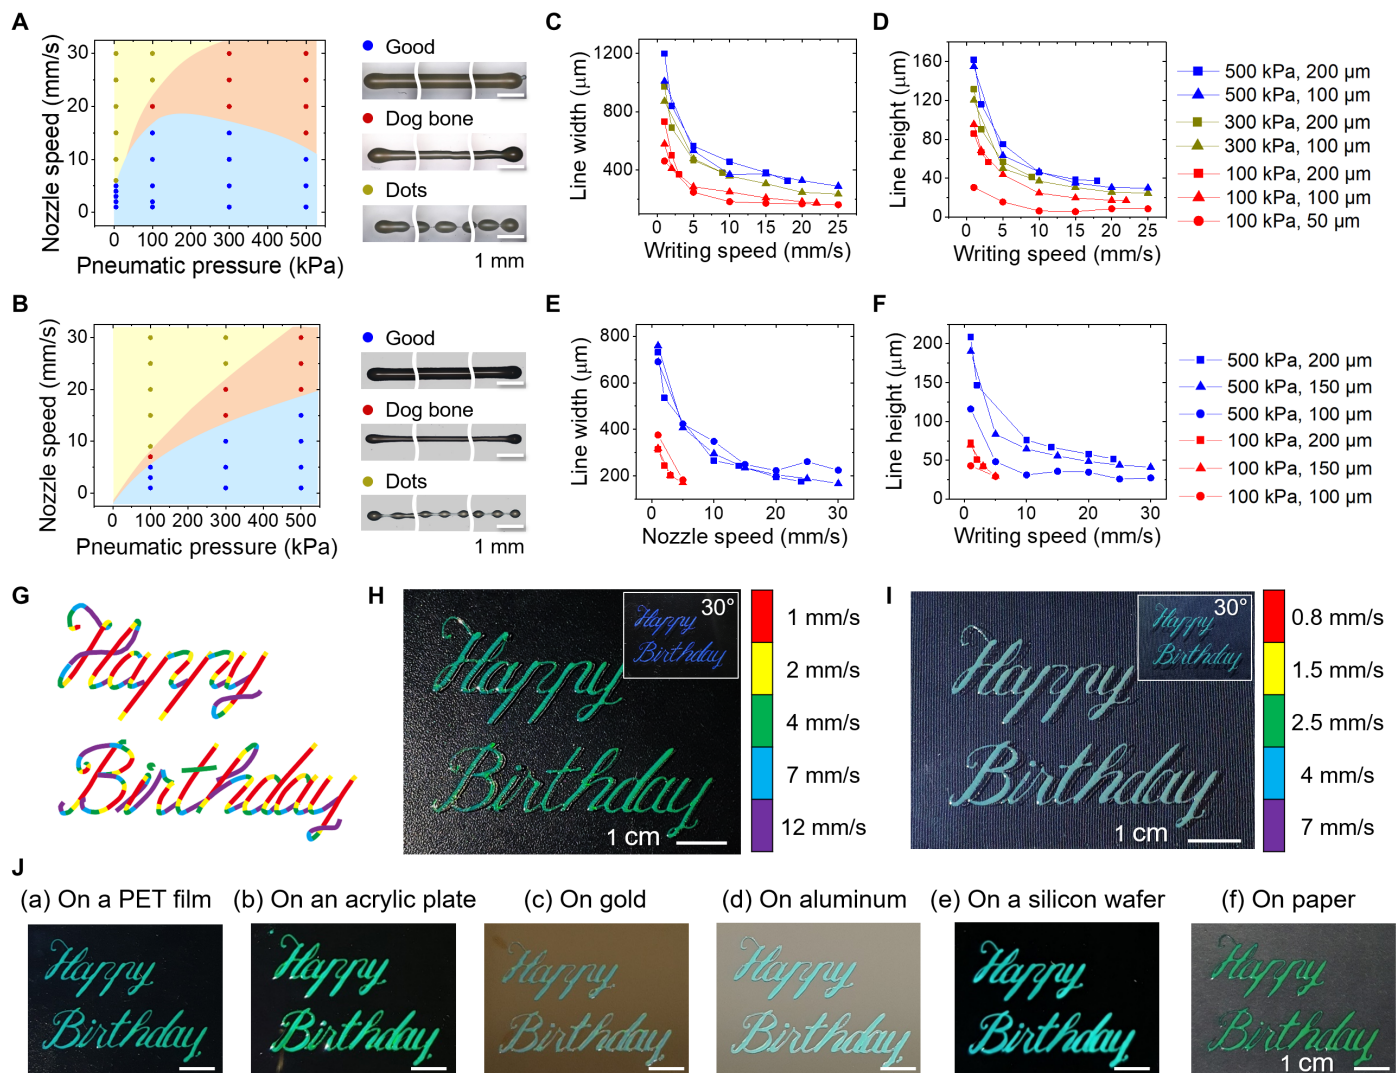 A
Nozzle speed (mm/s)
30
20
10
0
0 100 200 300 400 500
Pneumatic pressure (kPa)
Good
Dog bone
Dots
1 mm
C
Line width (μm)
1200
800
400
0 5 10 15 20 25
Writing speed (mm/s)
D
Line height (μm)
160
120
80
40
0
0 5 10 15 20 25
Writing speed (mm/s)
500 kPa, 200 μm
500 kPa, 100 μm
300 kPa, 200 μm
300 kPa, 100 μm
100 kPa, 200 μm
100 kPa, 100 μm
100 kPa, 50 μm
B
Nozzle speed (mm/s)
30
20
10
0
0 100 200 300 400 500
Pneumatic pressure (kPa)
Good
Dog bone
Dots
1 mm
E
Line width (μm)
800
600
400
200
0 10 20 30
Nozzle speed (mm/s)
F
Line height (μm)
200
150
100
50
0
0 10 20 30
Writing speed (mm/s)
500 kPa, 200 μm
500 kPa, 150 μm
500 kPa, 100 μm
100 kPa, 200 μm
100 kPa, 150 μm
100 kPa, 100 μm
G
Happy
Birthday
H
30°
Happy
Birthday
Happy
Birthday
1 cm
1 mm/s
2 mm/s
4 mm/s
7 mm/s
12 mm/s
I
30°
Happy
Birthday
Happy
Birthday
1 cm
0.8 mm/s
1.5 mm/s
2.5 mm/s
4 mm/s
7 mm/s
J
(a) On a PET film
Happy
Birthday
(b) On an acrylic plate
Happy
Birthday
(c) On gold
Happy
Birthday
(d) On aluminum
Happy
Birthday
(e) On a silicon wafer
Happy
Birthday
(f) On paper
Happy
Birthday
1 cm